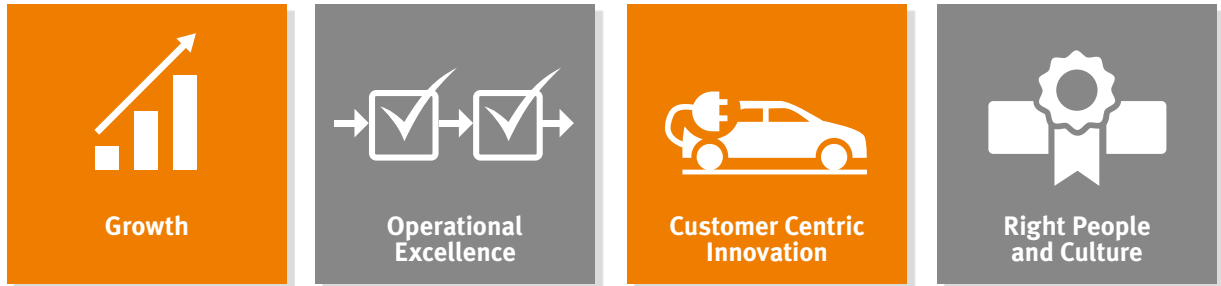 Growth
Operational
Excellence
Customer Centric
Innovation
Right People
and Culture